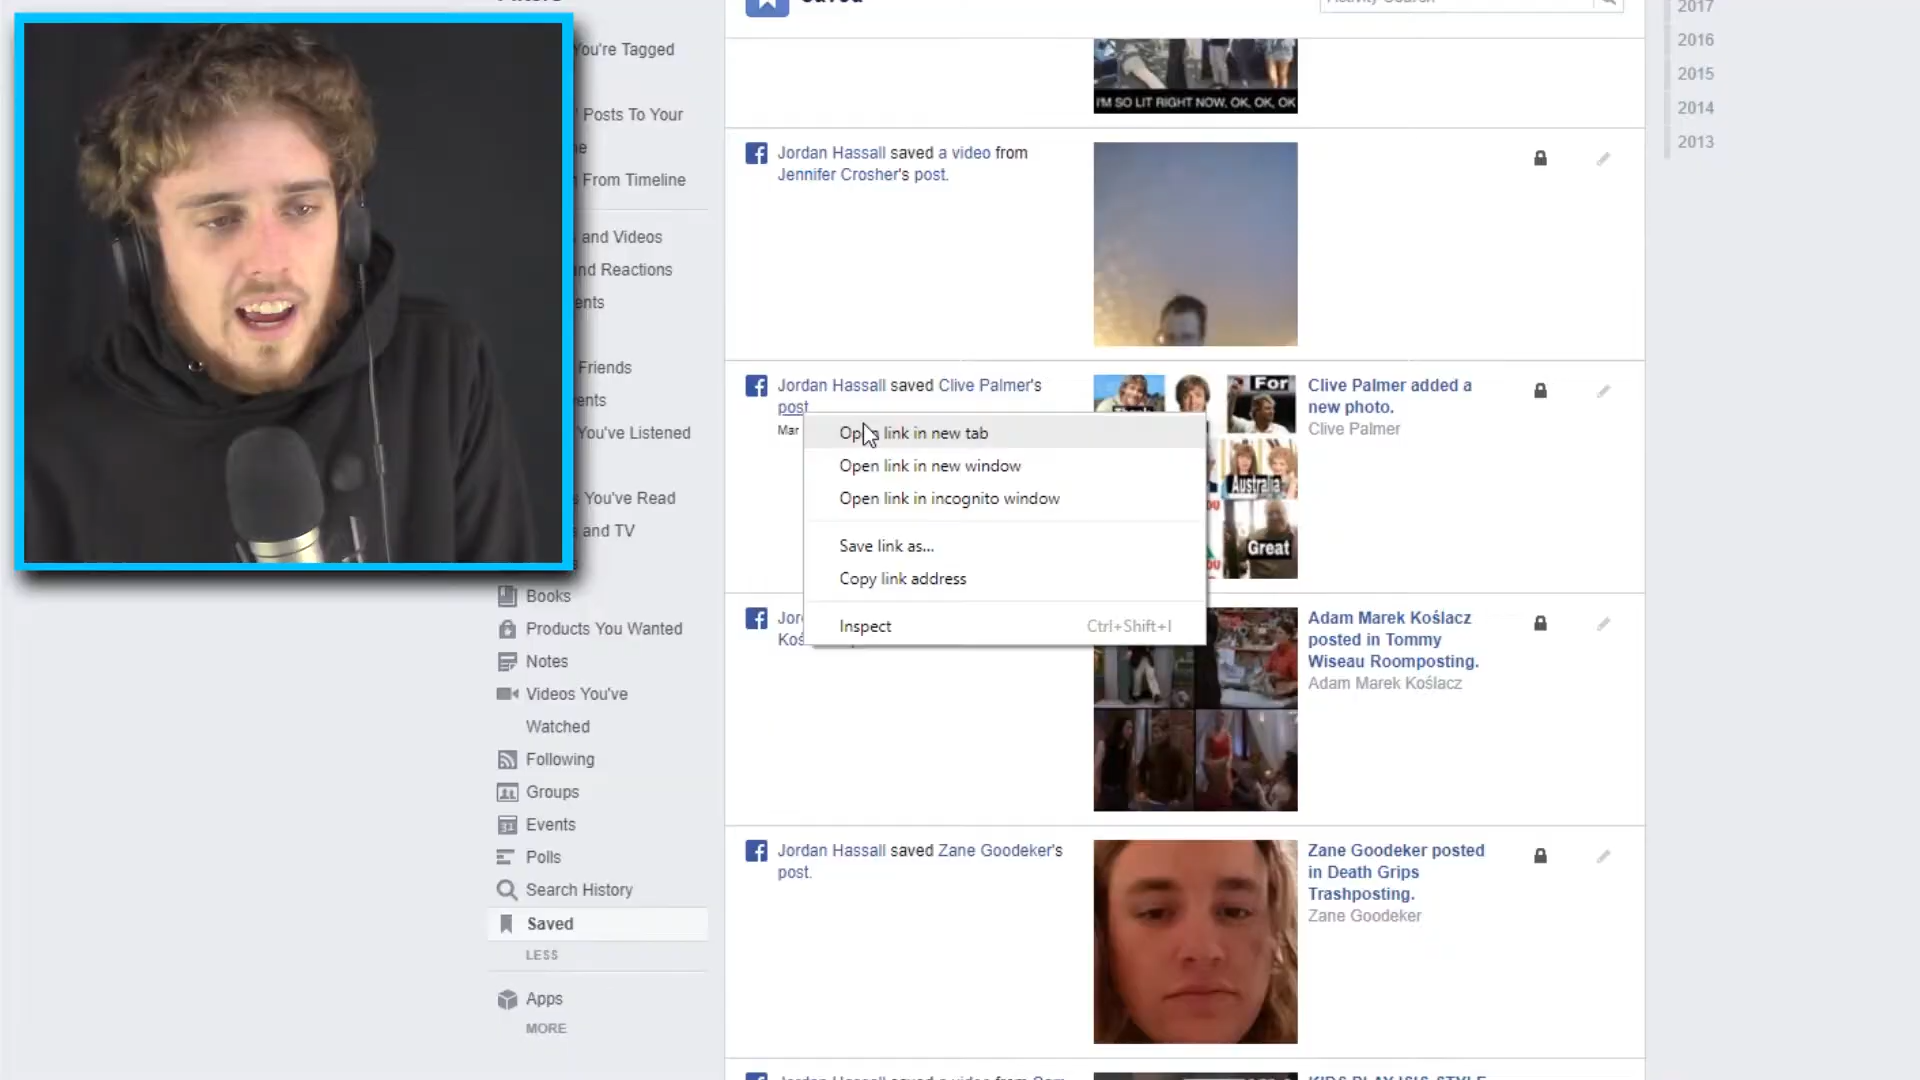 Saved
Activity Search
2017
2016
2015
2014
2013
You're Tagged
Posts To Your
From Timeline
and Videos
and Reactions
Friends
You've Listened
You've Read
and TV
Books
Products You Wanted
Notes
Videos You've
Watched
Following
Groups
Events
Polls
Search History
Saved
LESS
Apps
MORE
I'M SO LIT RIGHT NOW, OK, OK, OK
Jordan Hassall saved a video from
Jennifer Crosher's post.
Jordan Hassall saved Clive Palmer's
post
Mar
For
Australia
Great
Clive Palmer added a
new photo.
Clive Palmer
Open link in new tab
Open link in new window
Open link in incognito window
Save link as...
Copy link address
Inspect Ctrl+Shift+I
Adam Marek Koślacz
posted in Tommy
Wiseau Roomposting.
Adam Marek Koślacz
Jordan Hassall saved Zane Goodeker's
post.
Zane Goodeker posted
in Death Grips
Trashposting.
Zane Goodeker